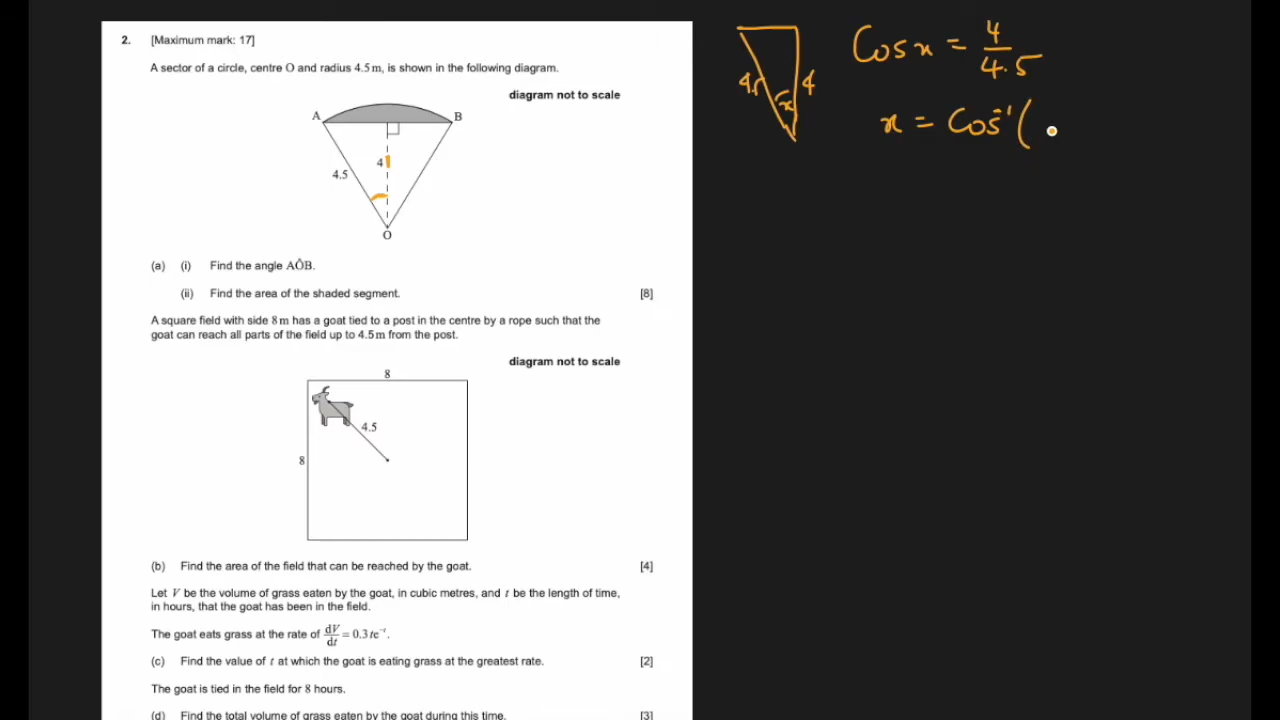 2. [Maximum mark: 17]
A sector of a circle, centre O and radius 4.5 m, is shown in the following diagram.
diagram not to scale
A
B
4
4.5
O
(a) (i) Find the angle AÔB.
(ii) Find the area of the shaded segment. [8]
A square field with side 8 m has a goat tied to a post in the centre by a rope such that the
goat can reach all parts of the field up to 4.5 m from the post.
diagram not to scale
8
4.5
8
(b) Find the area of the field that can be reached by the goat. [4]
Let V be the volume of grass eaten by the goat, in cubic metres, and t be the length of time,
in hours, that the goat has been in the field.
The goat eats grass at the rate of dV/dt = 0.3 te⁻ᵗ.
(c) Find the value of t at which the goat is eating grass at the greatest rate. [2]
The goat is tied in the field for 8 hours.
(d) Find the total volume of grass eaten by the goat during this time. [3]
4.5
4
x
Cos x = 4/4.5
x = Cos⁻¹(